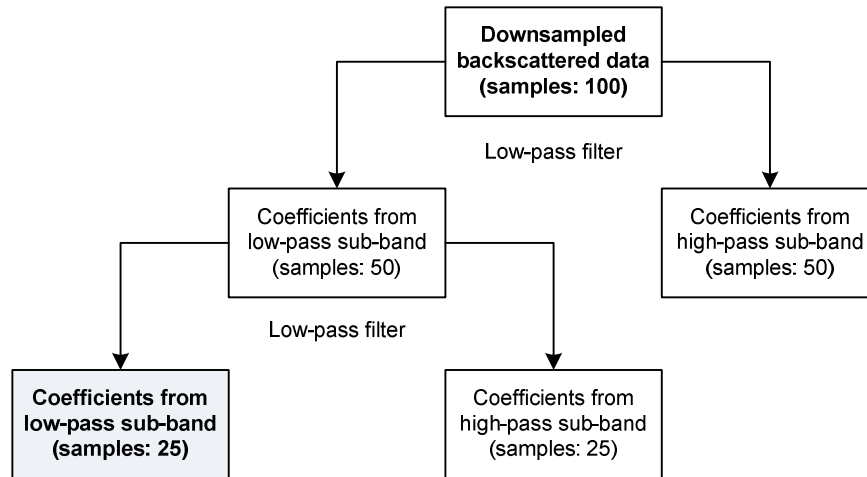 Downsampled
backscattered data
(samples: 100)
Low-pass filter
Coefficients from
low-pass sub-band
(samples: 50)
Coefficients from
high-pass sub-band
(samples: 50)
Low-pass filter
Coefficients from
low-pass sub-band
(samples: 25)
Coefficients from
high-pass sub-band
(samples: 25)